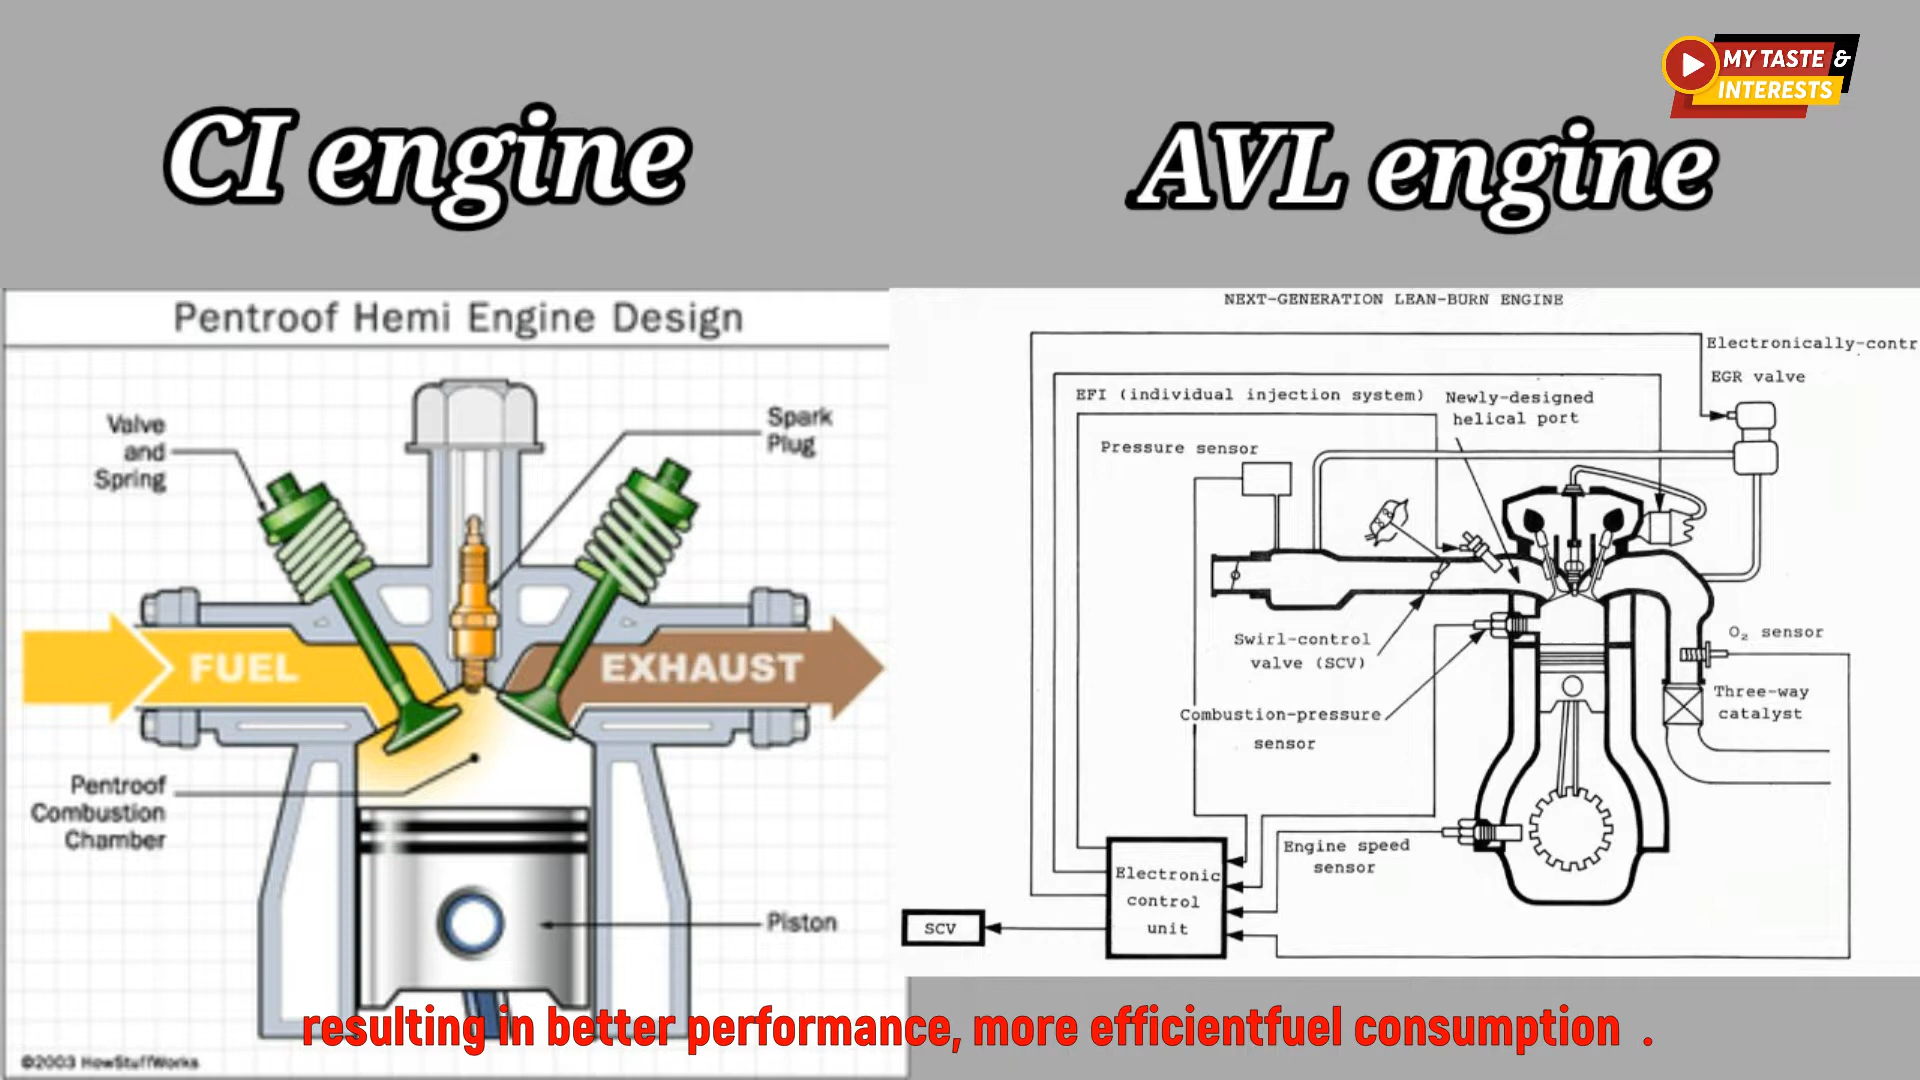 MY TASTE &
INTERESTS
CI engine
AVL engine
Pentroof Hemi Engine Design
Valve
and
Spring
Spark
Plug
FUEL
EXHAUST
Pentroof
Combustion
Chamber
Piston
©2003 HowStuffWorks
NEXT-GENERATION LEAN-BURN ENGINE
Electronically-contr
EGR valve
EFI (individual injection system)
Newly-designed
helical port
Pressure sensor
Swirl-control
valve (SCV)
O₂ sensor
Combustion-pressure
sensor
Three-way
catalyst
Engine speed
sensor
Electronic
control
unit
SCV
resulting in better performance, more efficientfuel consumption .